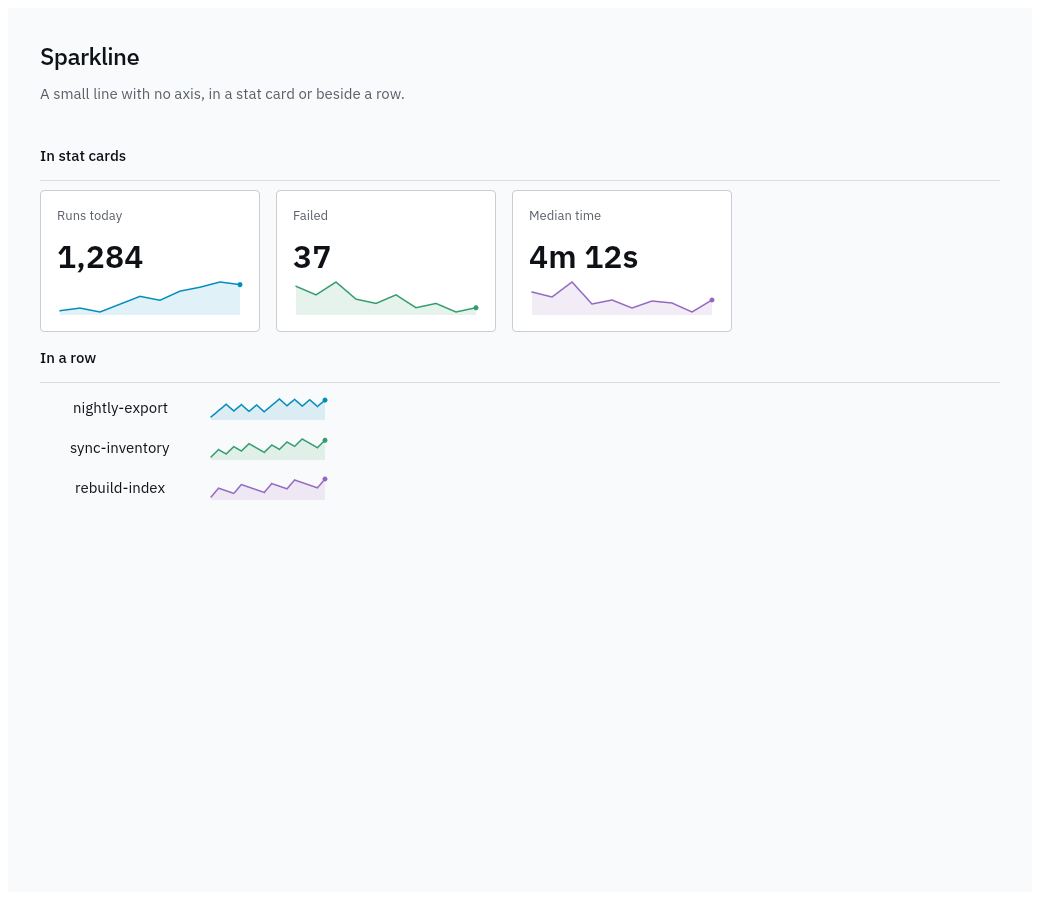 Sparkline
A small line with no axis, in a stat card or beside a row.
In stat cards
Runs today
1,284
Failed
37
Median time
4m 12s
In a row
nightly-export
sync-inventory
rebuild-index